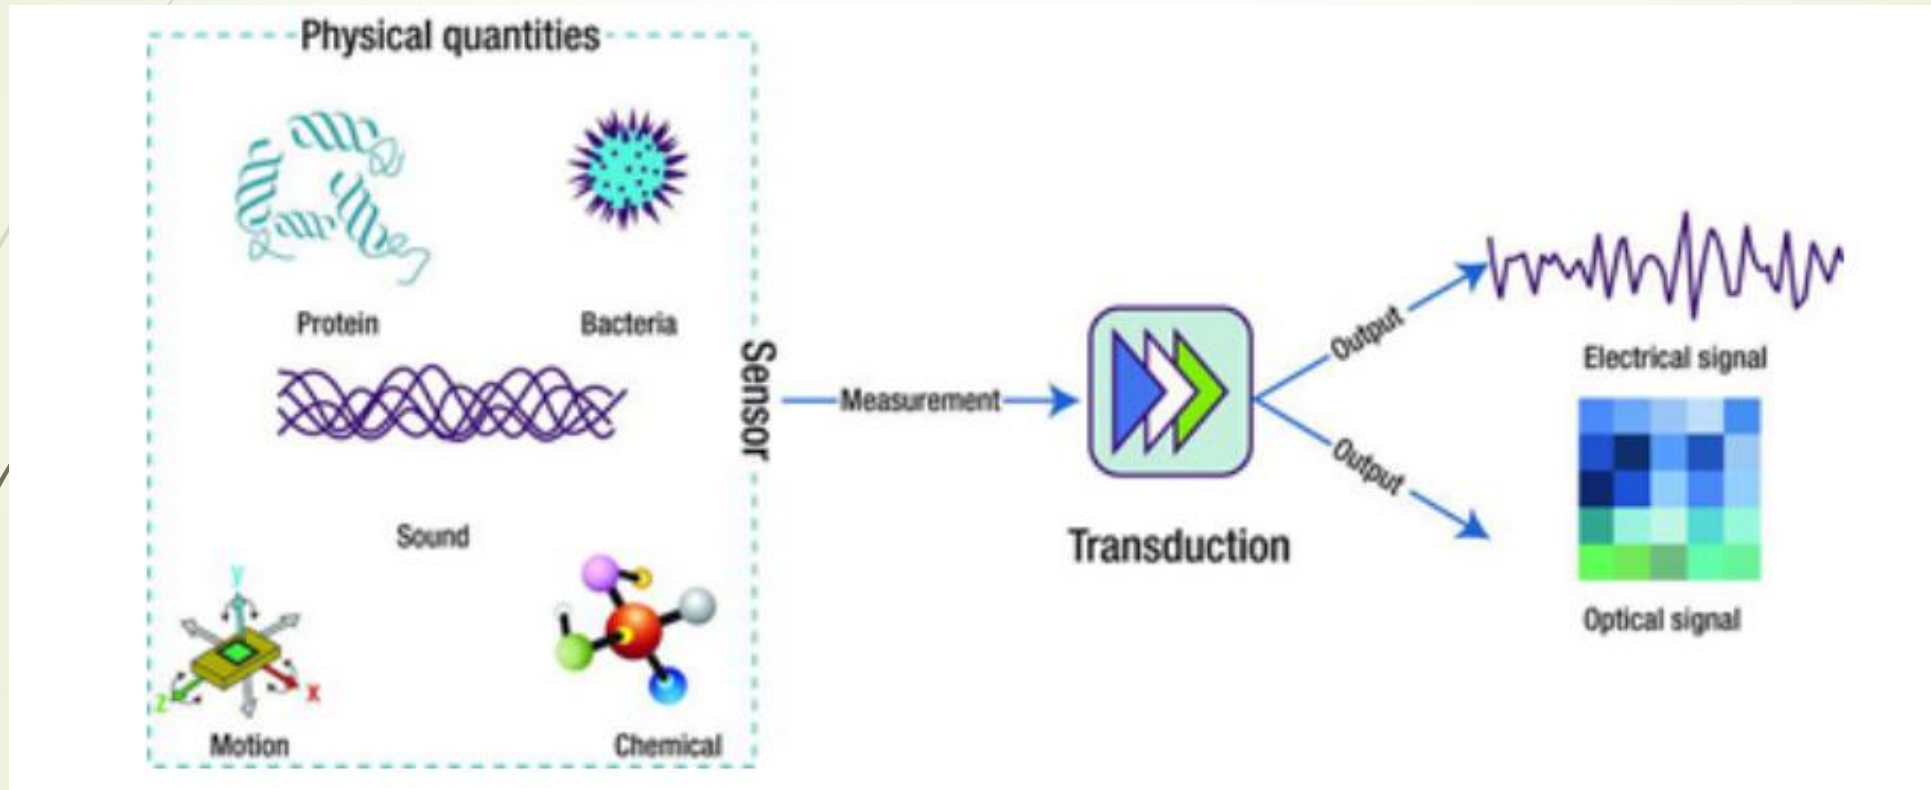 Physical quantities
Protein
Bacteria
Sensor
Sound
Y
Z
X
Motion
Chemical
Measurement
Transduction
Output
Output
Electrical signal
Optical signal